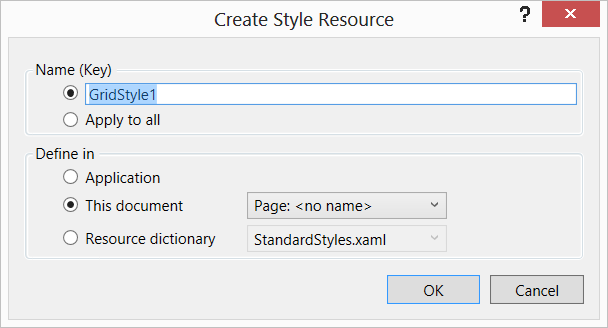 Create Style Resource
?
Name (Key)
GridStyle1
Apply to all
Define in
Application
This document
Page: <no name>
Resource dictionary
StandardStyles.xaml
OK
Cancel